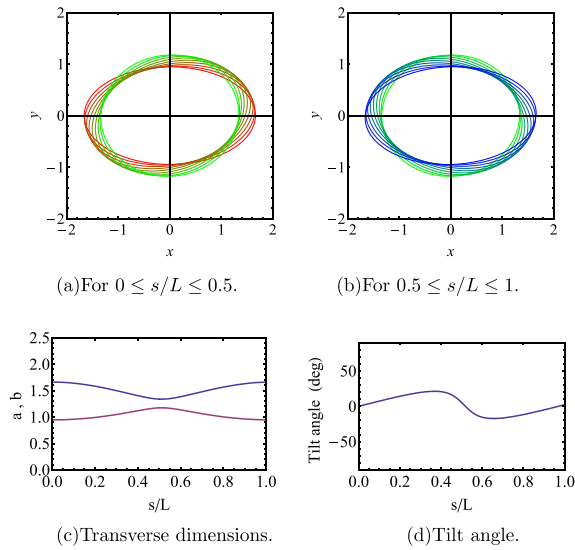 2
1
0
−1
−2
y
−2
−1
0
1
2
x
(a)For 0 ≤ s/L ≤ 0.5.
2
1
0
−1
−2
y
−2
−1
0
1
2
x
(b)For 0.5 ≤ s/L ≤ 1.
2.5
2.0
1.5
1.0
0.5
0.0
a , b
0.0 0.2 0.4 0.6 0.8 1.0
s/L
(c)Transverse dimensions.
50
0
−50
Tilt angle (deg)
0.0 0.2 0.4 0.6 0.8 1.0
s/L
(d)Tilt angle.